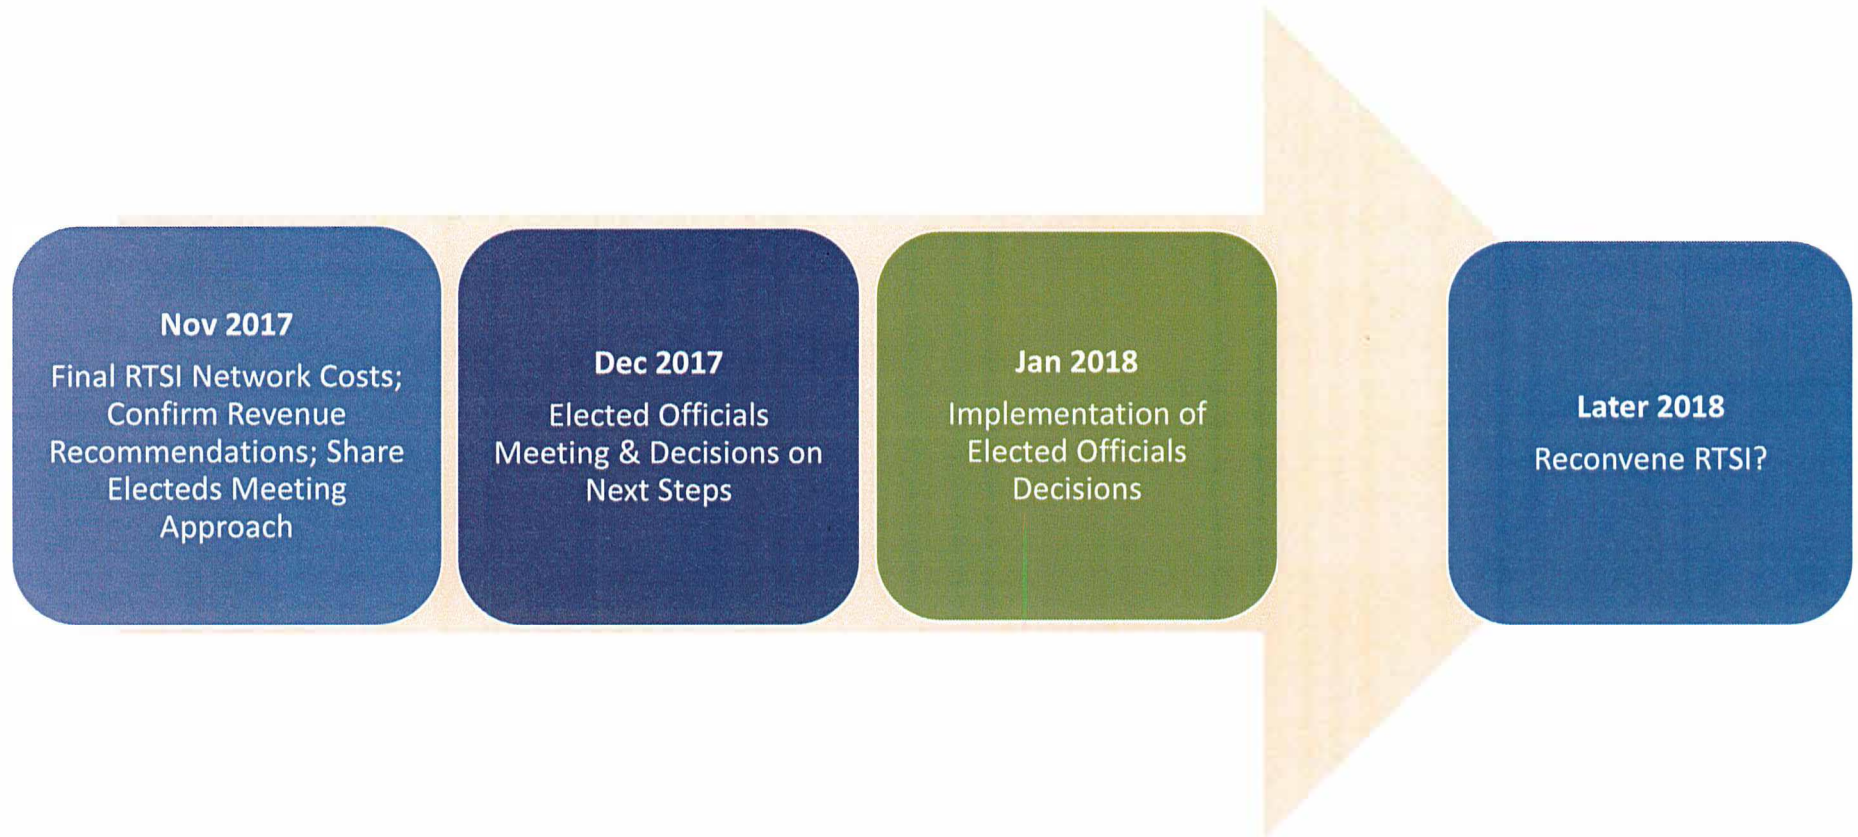 Nov 2017
Final RTSI Network Costs;
Confirm Revenue
Recommendations; Share
Electeds Meeting
Approach
Dec 2017
Elected Officials
Meeting & Decisions on
Next Steps
Jan 2018
Implementation of
Elected Officials
Decisions
Later 2018
Reconvene RTSI?